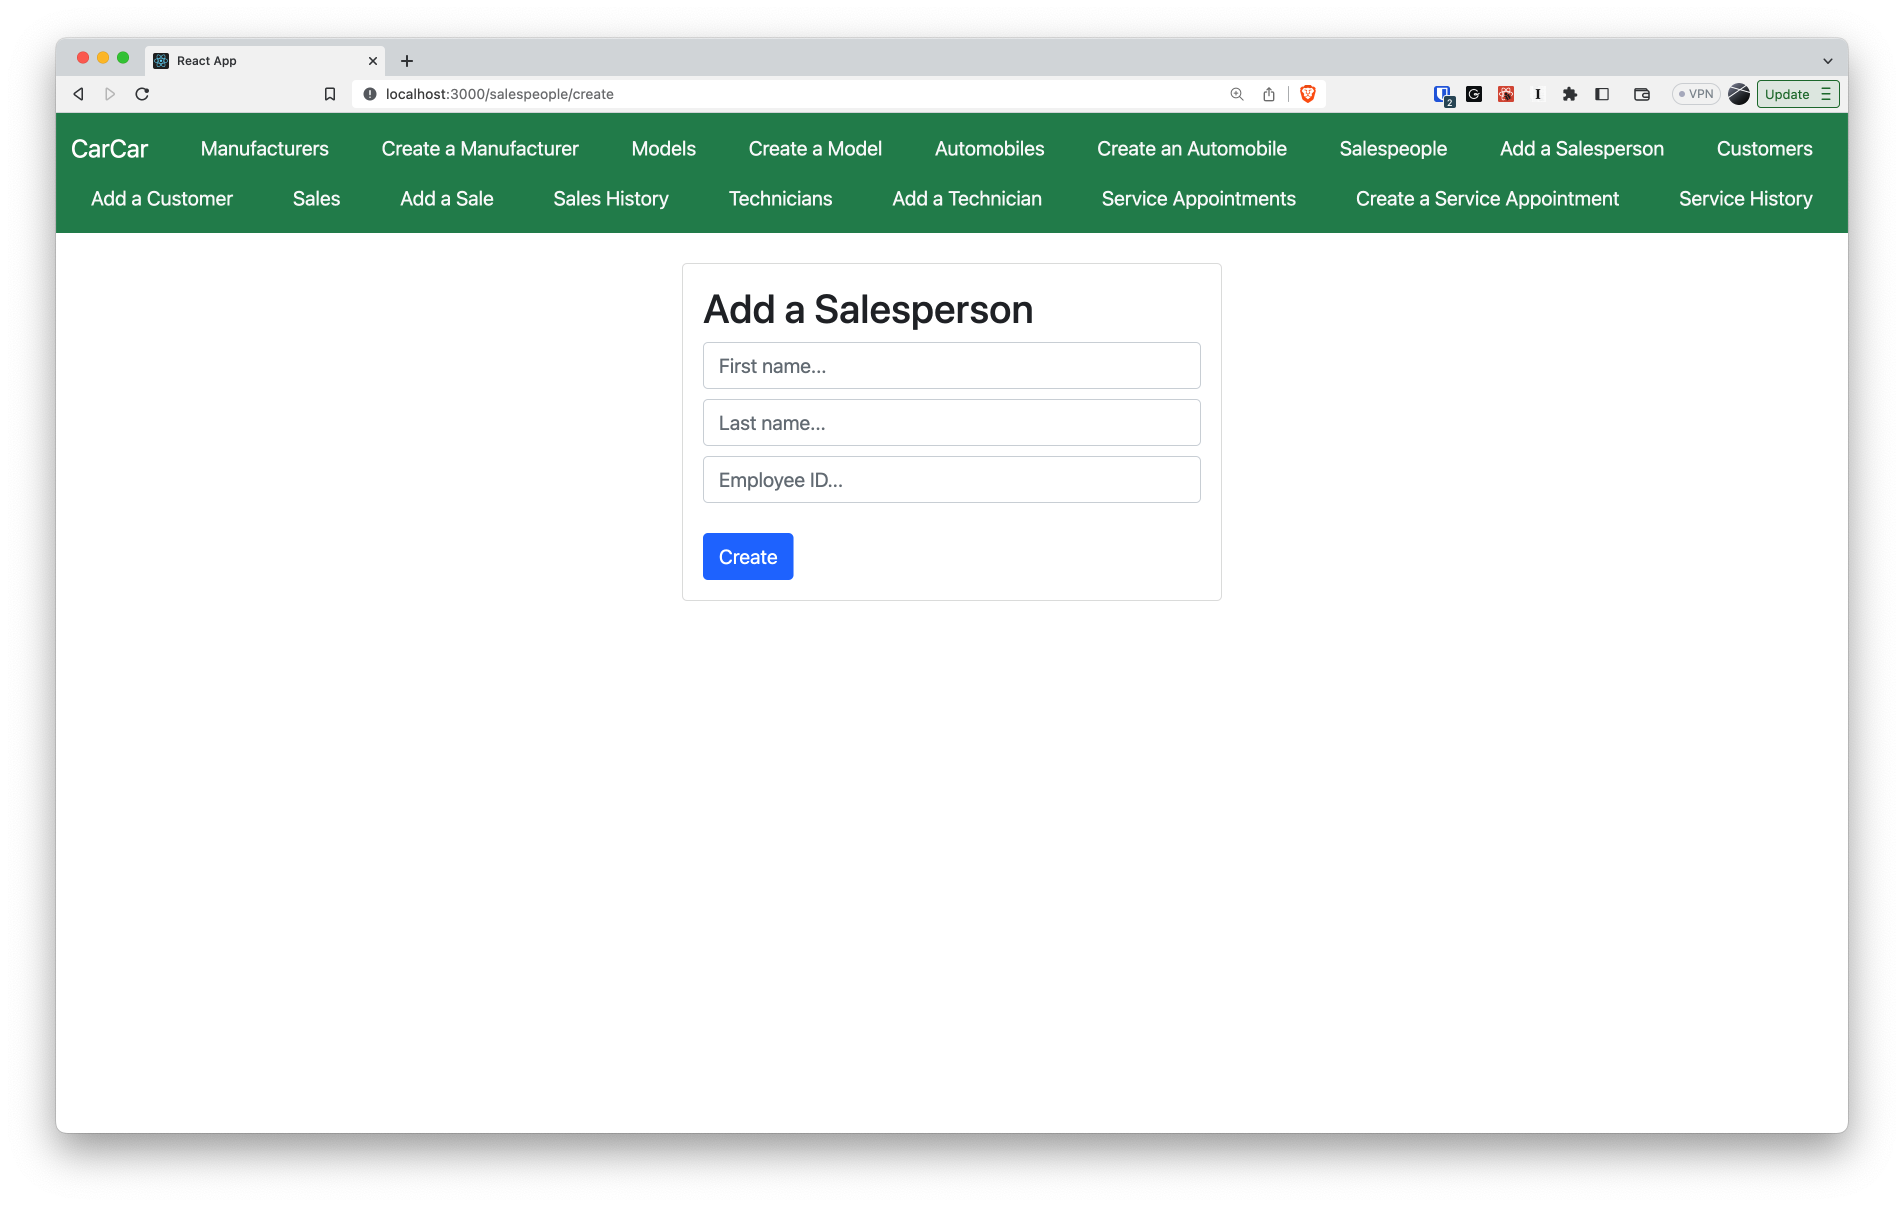 React App
localhost:3000/salespeople/create
2
G
I
VPN
Update
CarCar Manufacturers Create a Manufacturer Models Create a Model Automobiles Create an Automobile Salespeople Add a Salesperson Customers
Add a Customer Sales Add a Sale Sales History Technicians Add a Technician Service Appointments Create a Service Appointment Service History
Add a Salesperson
First name...
Last name...
Employee ID...
Create